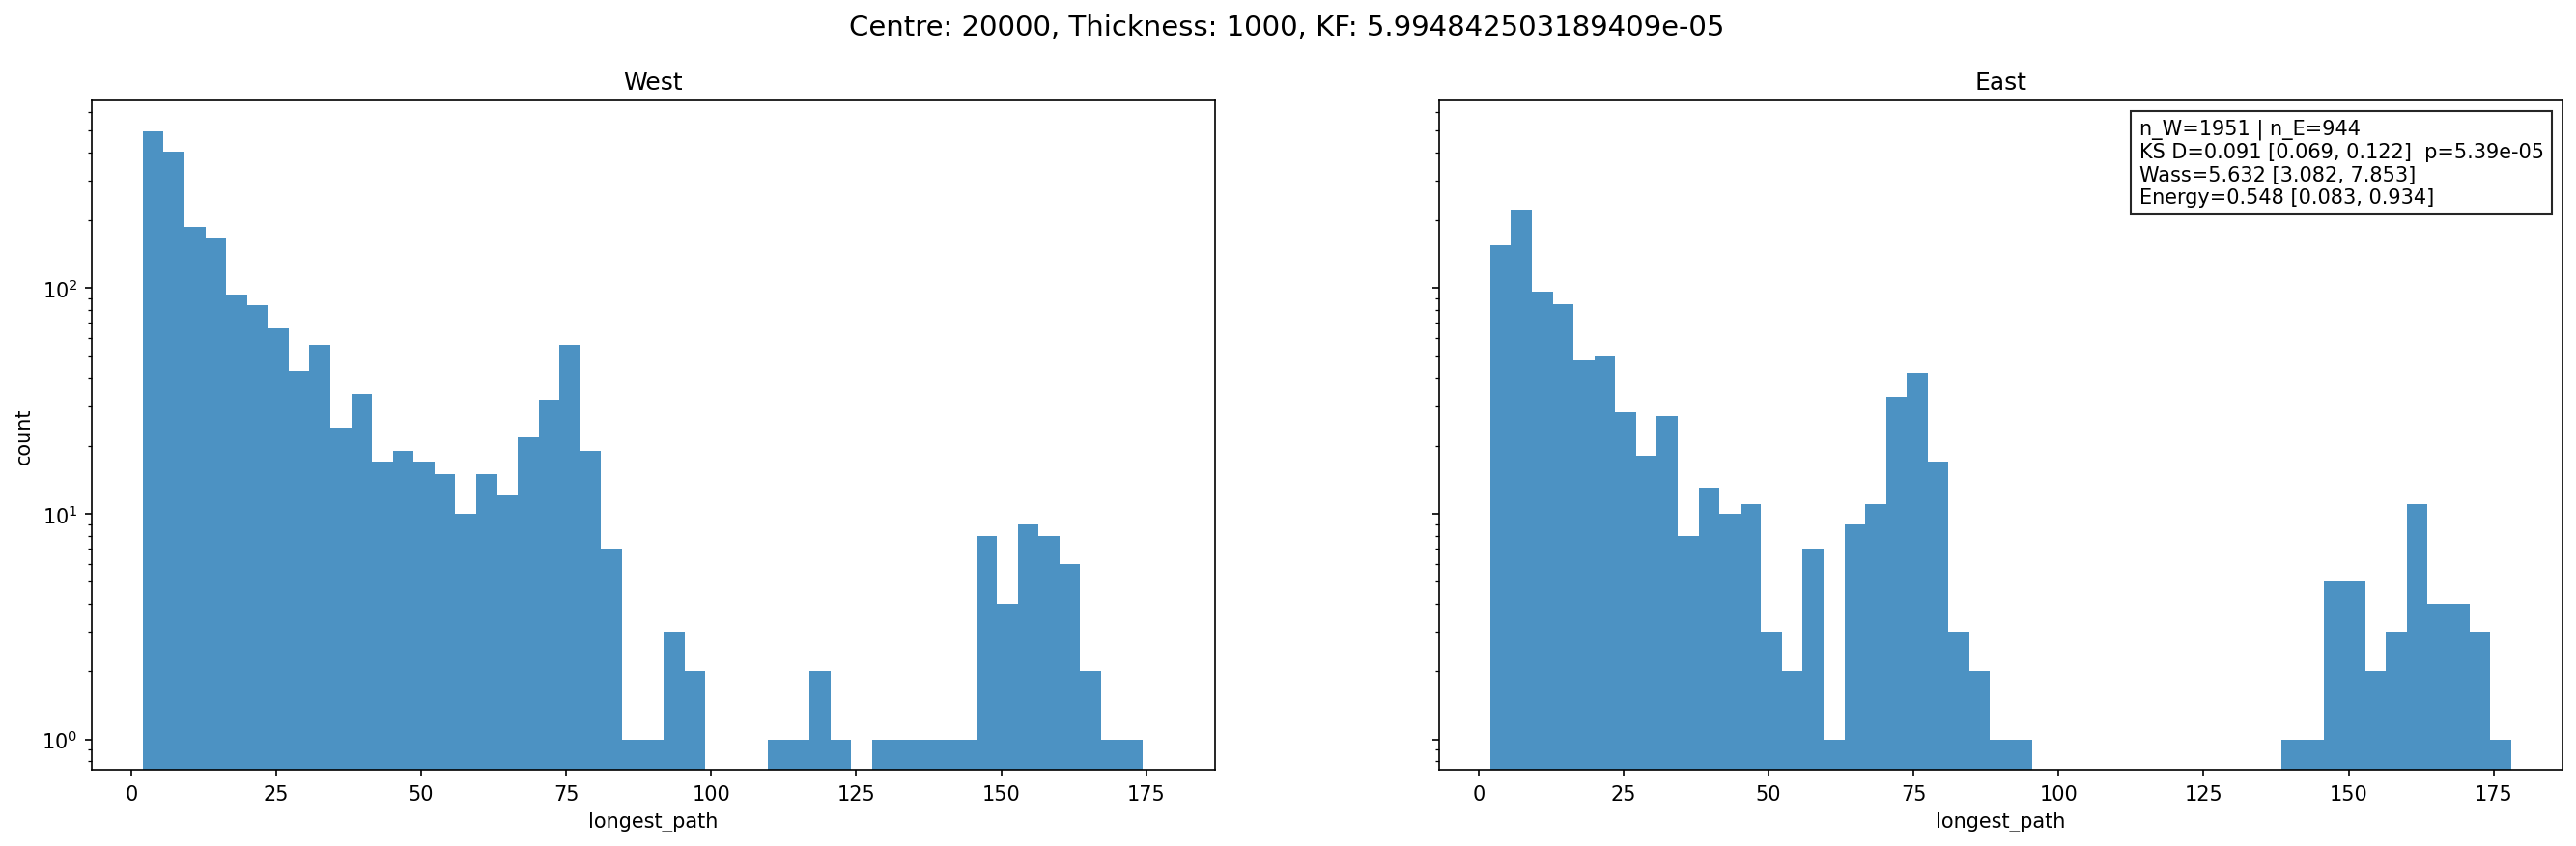 Centre: 20000, Thickness: 1000, KF: 5.994842503189409e-05
West
count
10²
10¹
10⁰
0 25 50 75 100 125 150 175
longest_path
East
n_W=1951 | n_E=944
KS D=0.091 [0.069, 0.122]  p=5.39e-05
Wass=5.632 [3.082, 7.853]
Energy=0.548 [0.083, 0.934]
0 25 50 75 100 125 150 175
longest_path